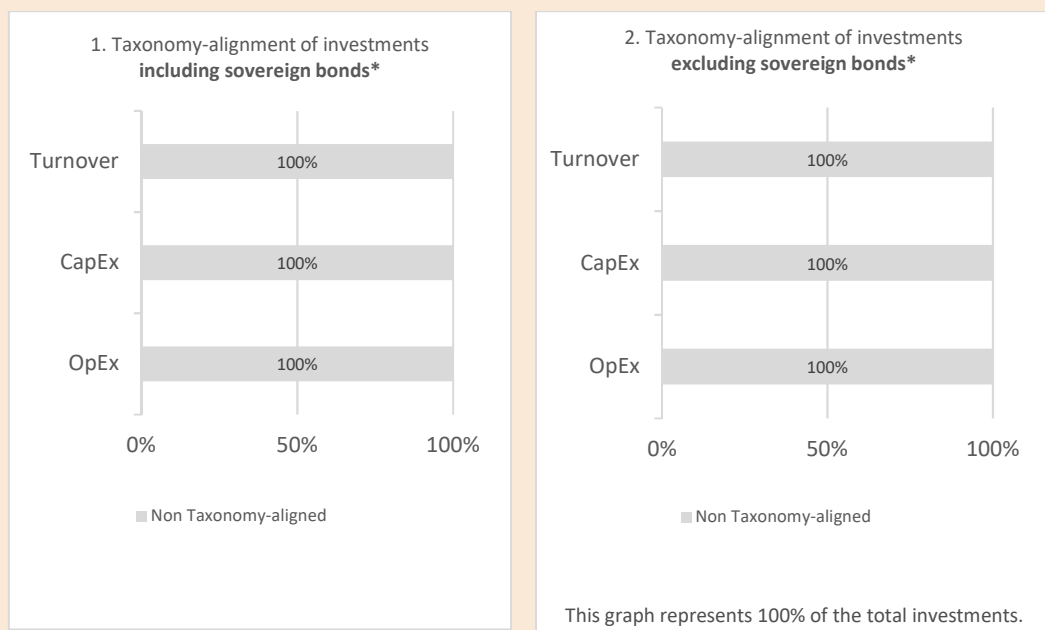 1. Taxonomy-alignment of investments
including sovereign bonds*
Turnover
100%
CapEx
100%
OpEx
100%
0%
50%
100%
Non Taxonomy-aligned
2. Taxonomy-alignment of investments
excluding sovereign bonds*
Turnover
100%
CapEx
100%
OpEx
100%
0%
50%
100%
Non Taxonomy-aligned
This graph represents 100% of the total investments.